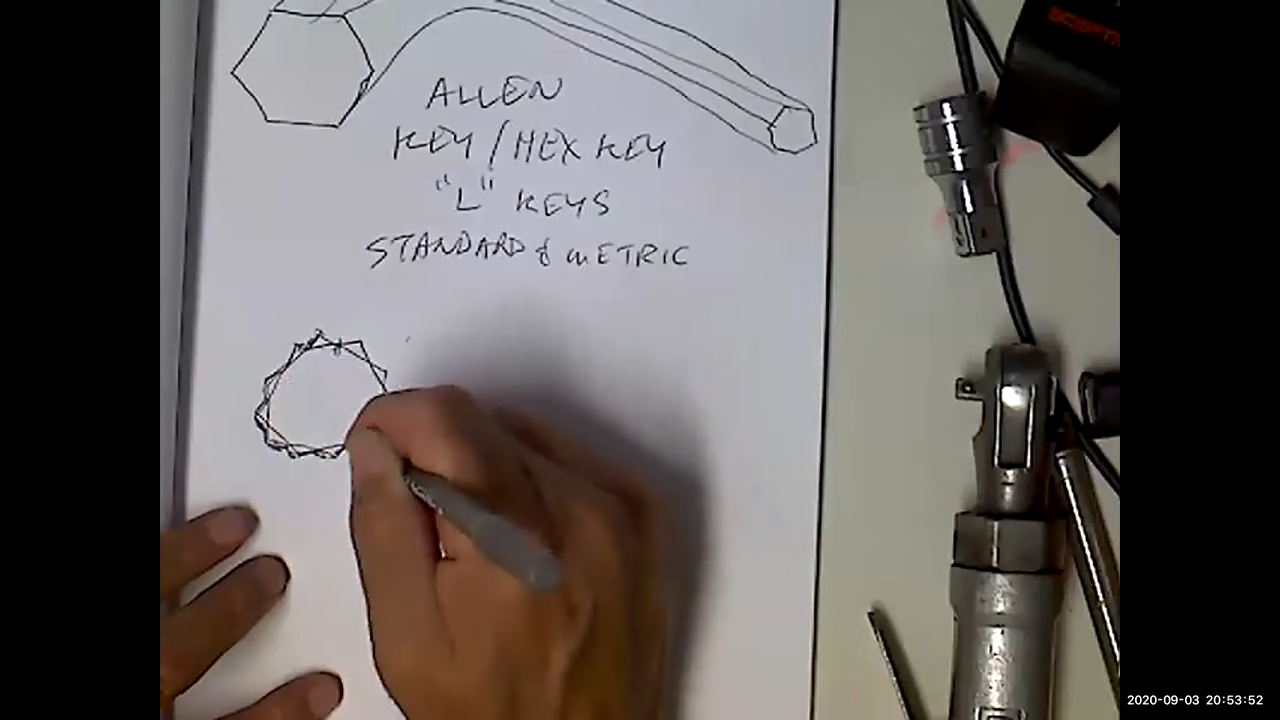 ALLEN
KEY / HEX KEY
"L" KEYS
STANDARD & METRIC
2020-09-03 20:53:52